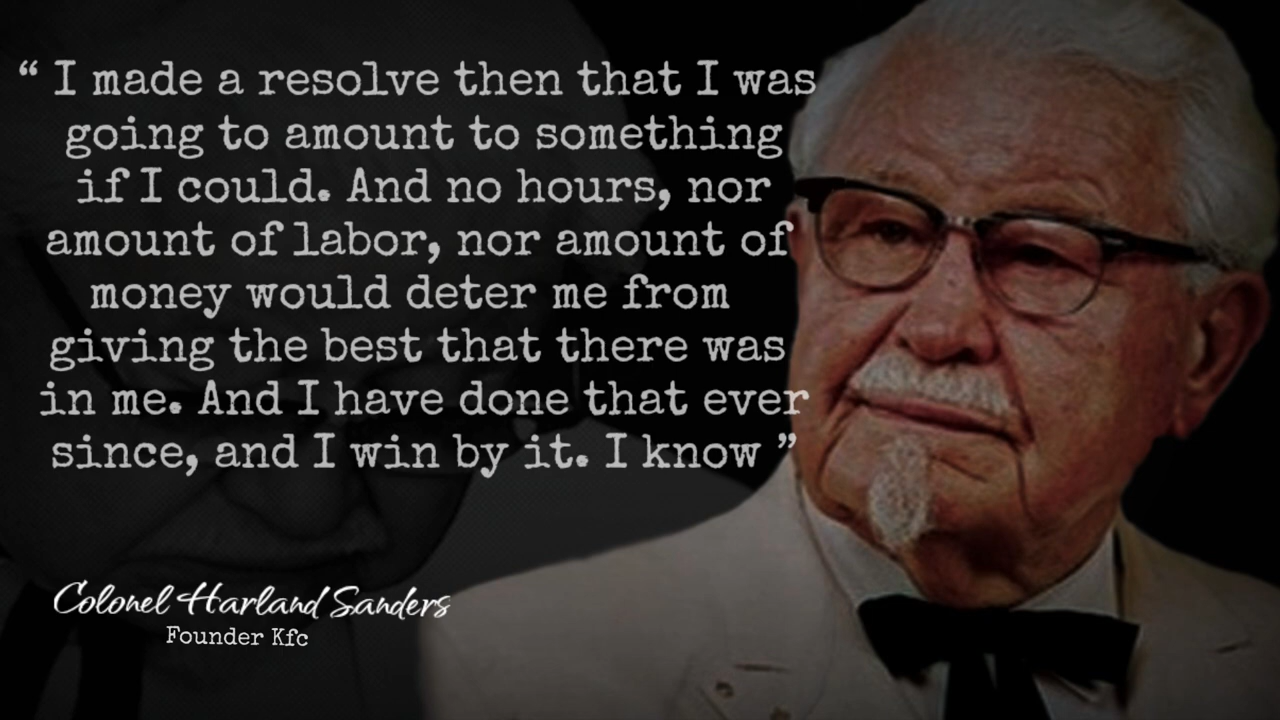 “ I made a resolve then that I was
going to amount to something
if I could. And no hours, nor
amount of labor, nor amount of
money would deter me from
giving the best that there was
in me. And I have done that ever
since, and I win by it. I know ”
Colonel Harland Sanders
Founder Kfc